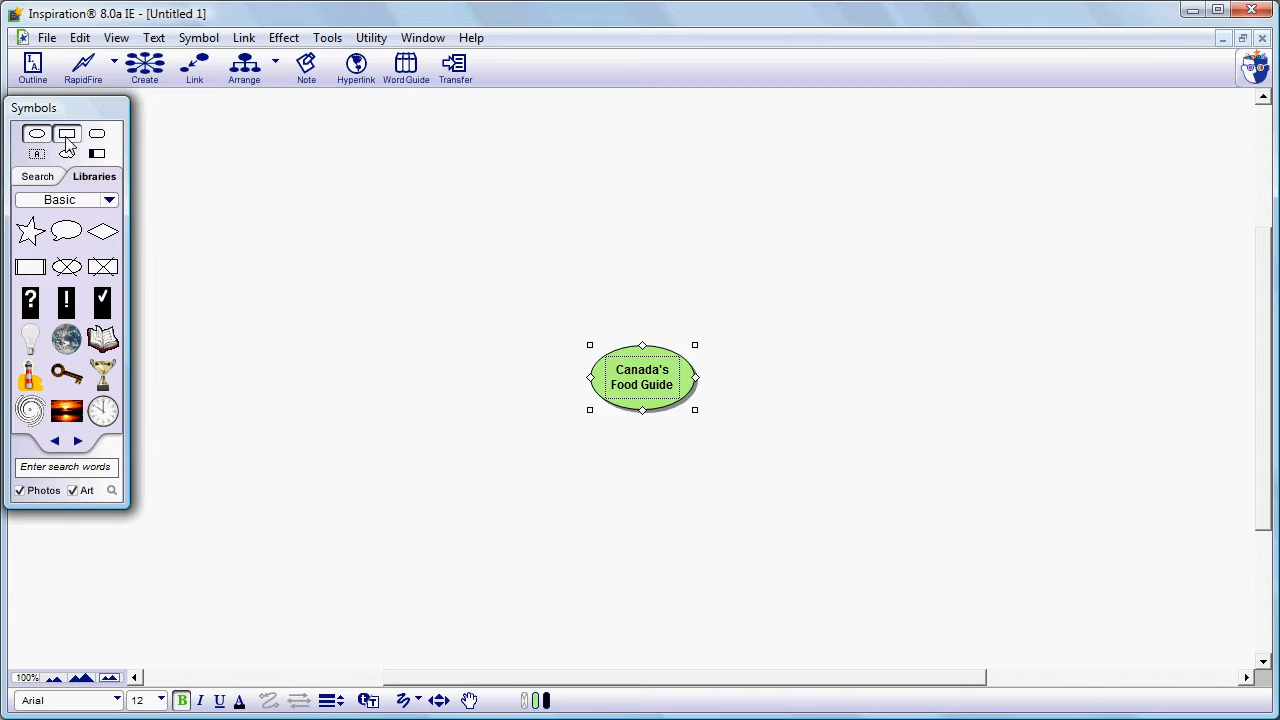 Inspiration® 8.0a IE - [Untitled 1]
File Edit View Text Symbol Link Effect Tools Utility Window Help
Outline RapidFire Create Link Arrange Note Hyperlink Word Guide Transfer
Symbols
A
Search Libraries
Basic
? !
Canada's
Food Guide
Enter search words
Photos Art
100%
Arial 12 B I U A